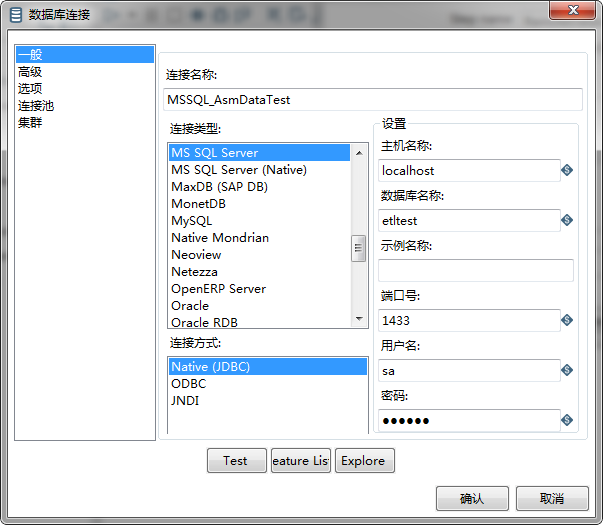 数据库连接
一般
高级
选项
连接池
集群
连接名称:
MSSQL_AsmDataTest
连接类型:
MS SQL Server
MS SQL Server (Native)
MaxDB (SAP DB)
MonetDB
MySQL
Native Mondrian
Neoview
Netezza
OpenERP Server
Oracle
Oracle RDB
连接方式:
Native (JDBC)
ODBC
JNDI
设置
主机名称:
localhost
数据库名称:
etltest
示例名称:
端口号:
1433
用户名:
sa
密码:
●●●●●●
Test
eature Lis
Explore
确认
取消